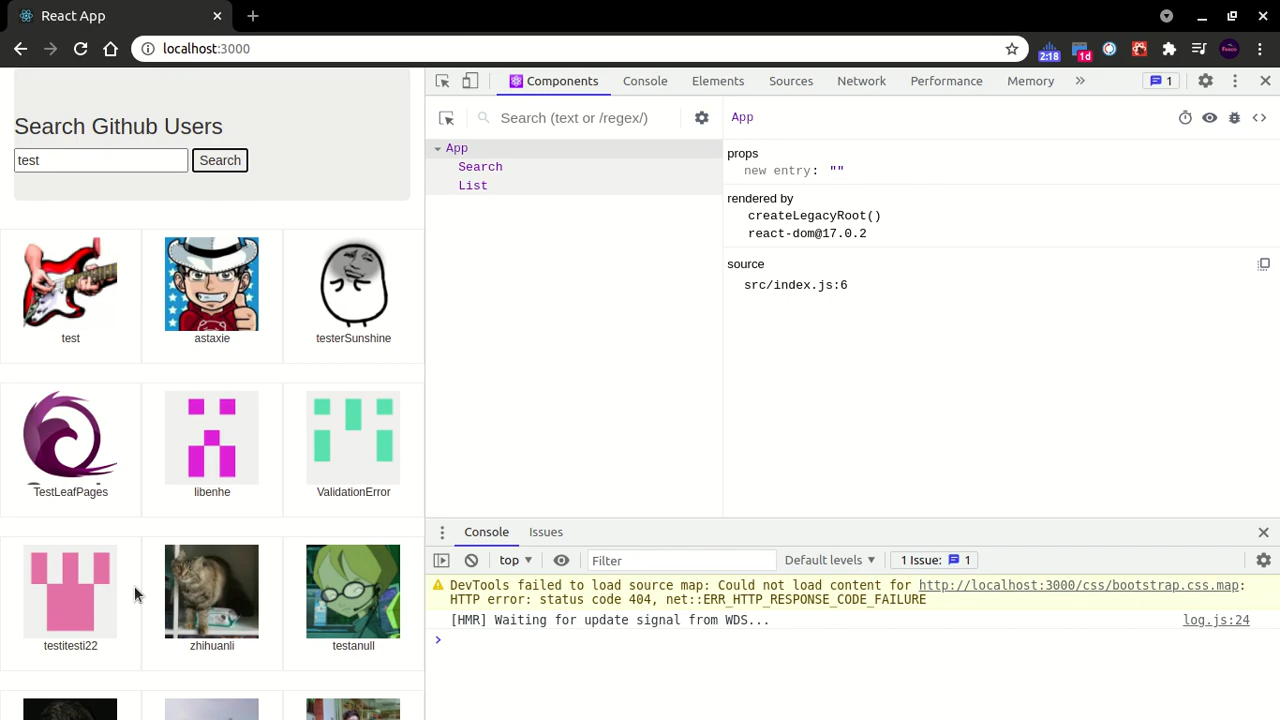 React App
localhost:3000
2:18
1d
Search Github Users
test
Search
test
astaxie
testerSunshine
TestLeafPages
libenhe
ValidationError
testitesti22
zhihuanli
testanull
Components
Console
Elements
Sources
Network
Performance
Memory
1
Search (text or /regex/)
App
Search
List
App
props
new entry: ""
rendered by
createLegacyRoot()
react-dom@17.0.2
source
src/index.js:6
Console
Issues
top
Filter
Default levels
1 Issue: 1
DevTools failed to load source map: Could not load content for http://localhost:3000/css/bootstrap.css.map:
HTTP error: status code 404, net::ERR_HTTP_RESPONSE_CODE_FAILURE
[HMR] Waiting for update signal from WDS...
log.js:24